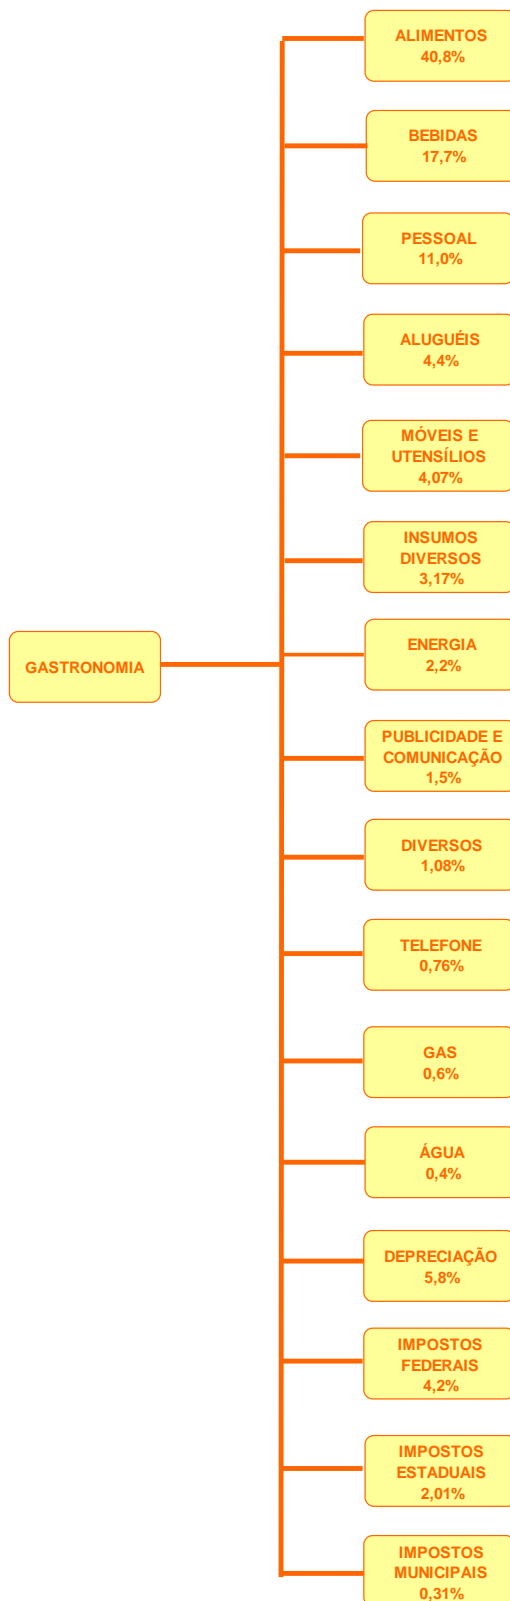 ALIMENTOS
40,8%
BEBIDAS
17,7%
PESSOAL
11,0%
ALUGUÉIS
4,4%
MÓVEIS E
UTENSÍLIOS
4,07%
INSUMOS
DIVERSOS
3,17%
ENERGIA
2,2%
GASTRONOMIA
PUBLICIDADE E
COMUNICAÇÃO
1,5%
DIVERSOS
1,08%
TELEFONE
0,76%
GAS
0,6%
ÁGUA
0,4%
DEPRECIAÇÃO
5,8%
IMPOSTOS
FEDERAIS
4,2%
IMPOSTOS
ESTADUAIS
2,01%
IMPOSTOS
MUNICIPAIS
0,31%